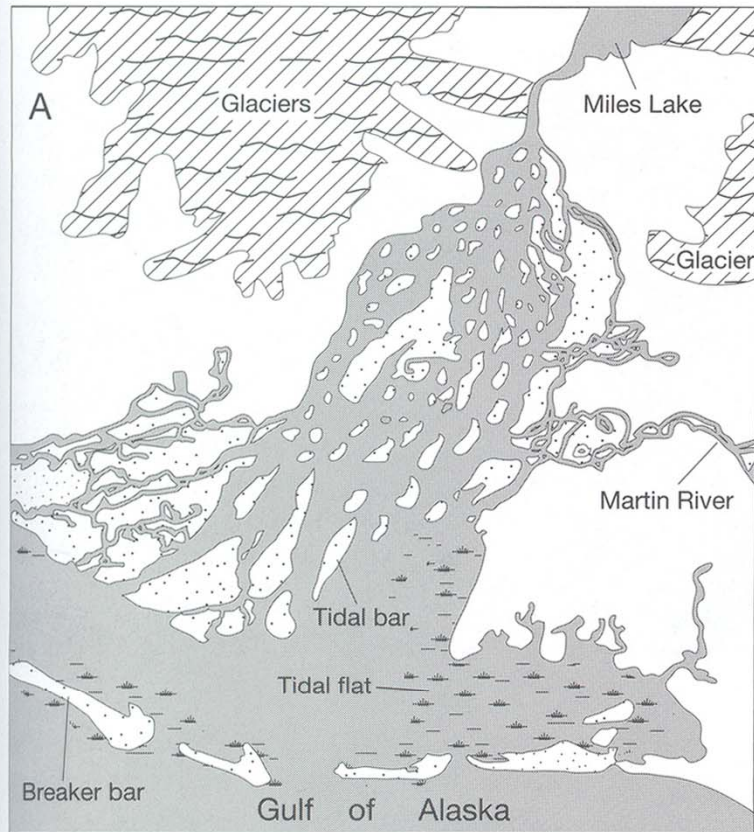 A
Glaciers
Miles Lake
Glacier
Martin River
Tidal bar
Tidal flat
Breaker bar
Gulf of Alaska